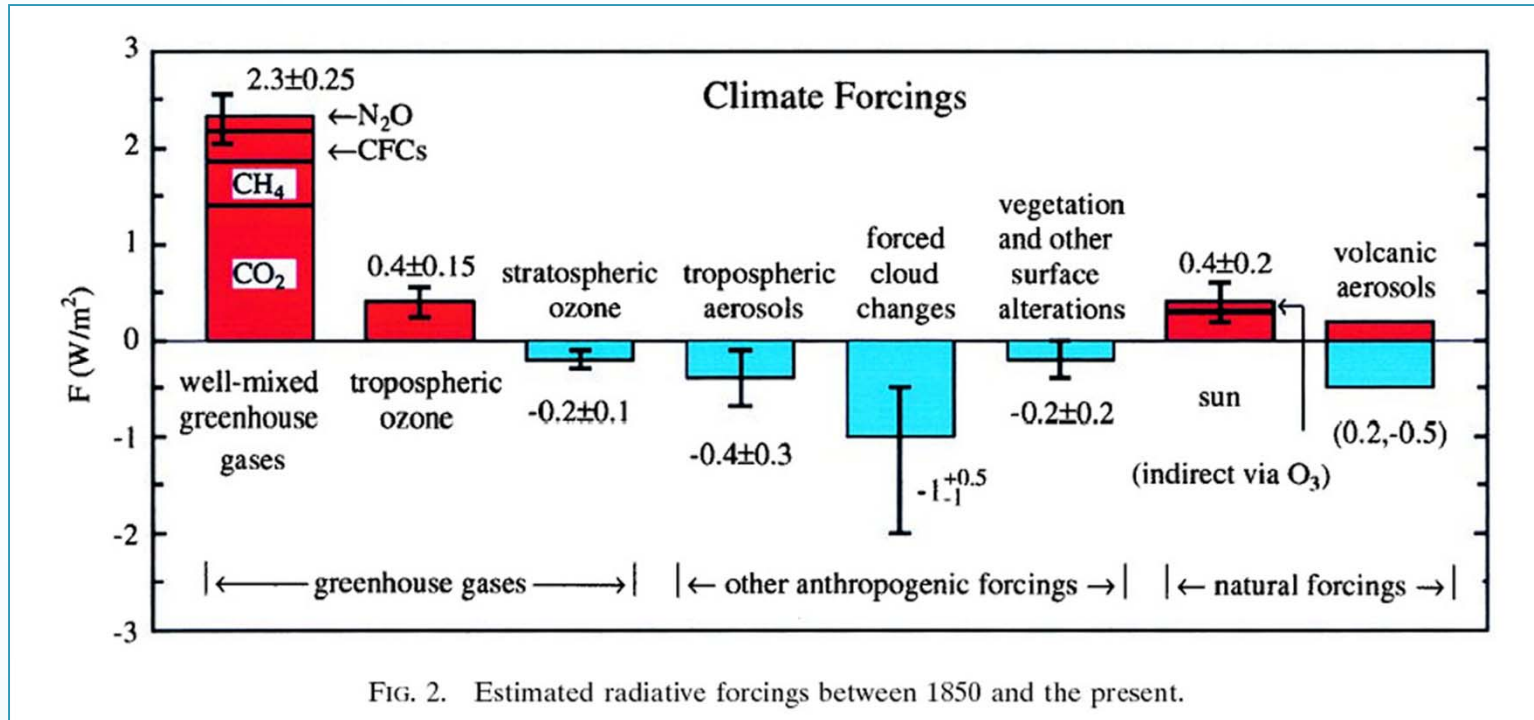 Climate Forcings
3
2
1
0
-1
-2
-3
F (W/m²)
2.3±0.25
←N₂O
←CFCs
CH₄
CO₂
well-mixed
greenhouse
gases
0.4±0.15
tropospheric
ozone
stratospheric
ozone
-0.2±0.1
tropospheric
aerosols
-0.4±0.3
forced
cloud
changes
-1 +0.5 -1
vegetation
and other
surface
alterations
-0.2±0.2
0.4±0.2
sun
(indirect via O₃)
volcanic
aerosols
(0.2,-0.5)
|← greenhouse gases →|
|← other anthropogenic forcings →|
|← natural forcings →|
FIG. 2. Estimated radiative forcings between 1850 and the present.